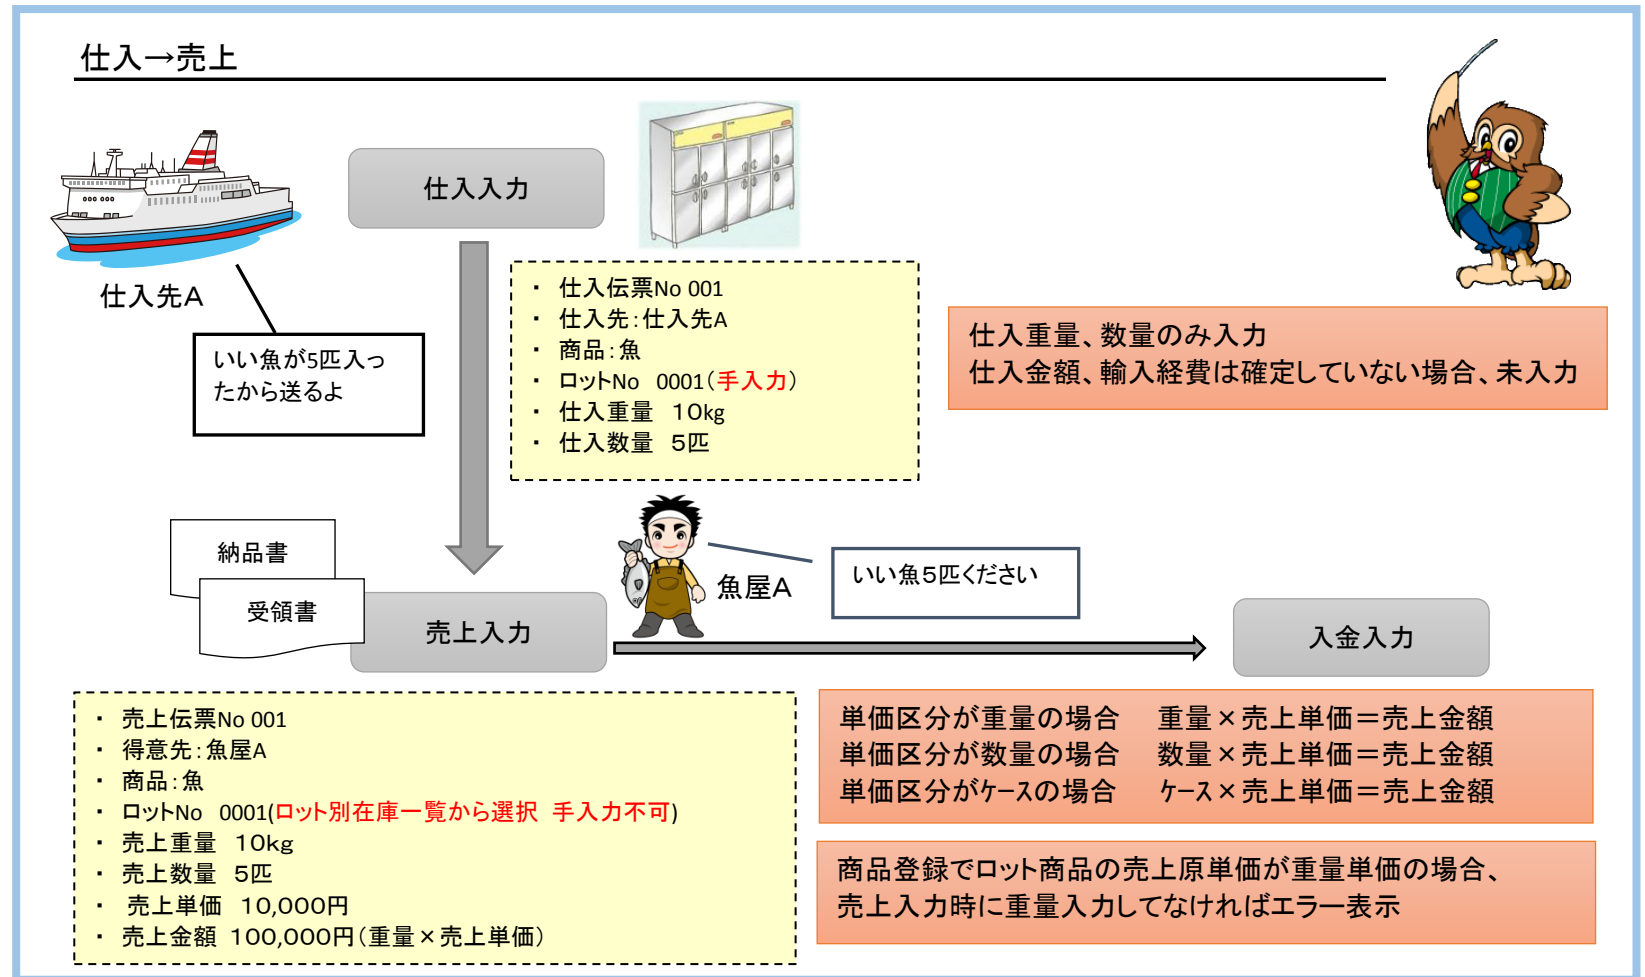 仕入→売上
仕入入力
仕入先A
いい魚が5匹入っ
たから送るよ
・ 仕入伝票No 001
・ 仕入先：仕入先A
・ 商品：魚
・ ロットNo 0001（手入力）
・ 仕入重量 10kg
・ 仕入数量 5匹
仕入重量、数量のみ入力
仕入金額、輸入経費は確定していない場合、未入力
納品書
受領書
売上入力
魚屋A
いい魚5匹ください
入金入力
・ 売上伝票No 001
・ 得意先：魚屋A
・ 商品：魚
・ ロットNo 0001(ロット別在庫一覧から選択 手入力不可)
・ 売上重量 10kg
・ 売上数量 5匹
・ 売上単価 10,000円
・ 売上金額 100,000円（重量×売上単価）
単価区分が重量の場合 重量×売上単価＝売上金額
単価区分が数量の場合 数量×売上単価＝売上金額
単価区分がｹｰｽの場合 ｹｰｽ×売上単価＝売上金額
商品登録でロット商品の売上原単価が重量単価の場合、
売上入力時に重量入力してなければエラー表示